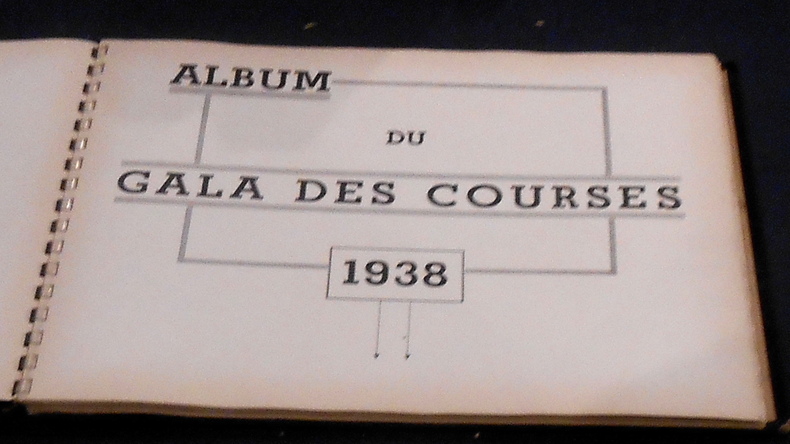 ALBUM
DU
GALA DES COURSES
1938